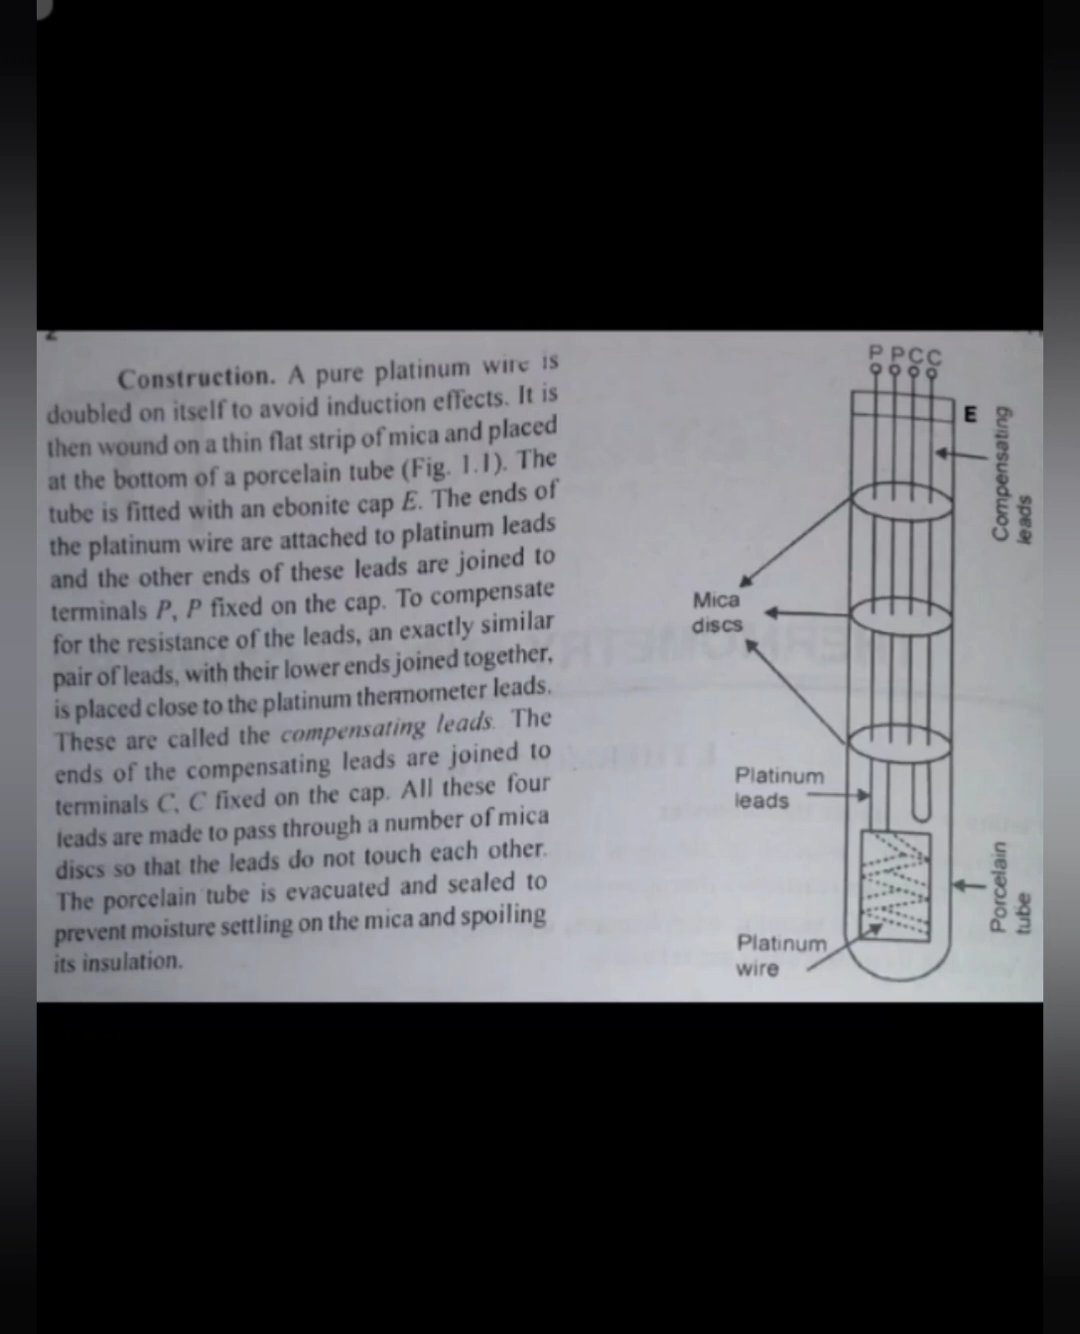 Construction. A pure platinum wire is
doubled on itself to avoid induction effects. It is
then wound on a thin flat strip of mica and placed
at the bottom of a porcelain tube (Fig. 1.1). The
tube is fitted with an ebonite cap E. The ends of
the platinum wire are attached to platinum leads
and the other ends of these leads are joined to
terminals P, P fixed on the cap. To compensate
for the resistance of the leads, an exactly similar
pair of leads, with their lower ends joined together,
is placed close to the platinum thermometer leads.
These are called the compensating leads. The
ends of the compensating leads are joined to
terminals C, C fixed on the cap. All these four
leads are made to pass through a number of mica
discs so that the leads do not touch each other.
The porcelain tube is evacuated and sealed to
prevent moisture settling on the mica and spoiling
its insulation.
P P C C
E
Compensating
leads
Mica
discs
Platinum
leads
Porcelain
tube
Platinum
wire